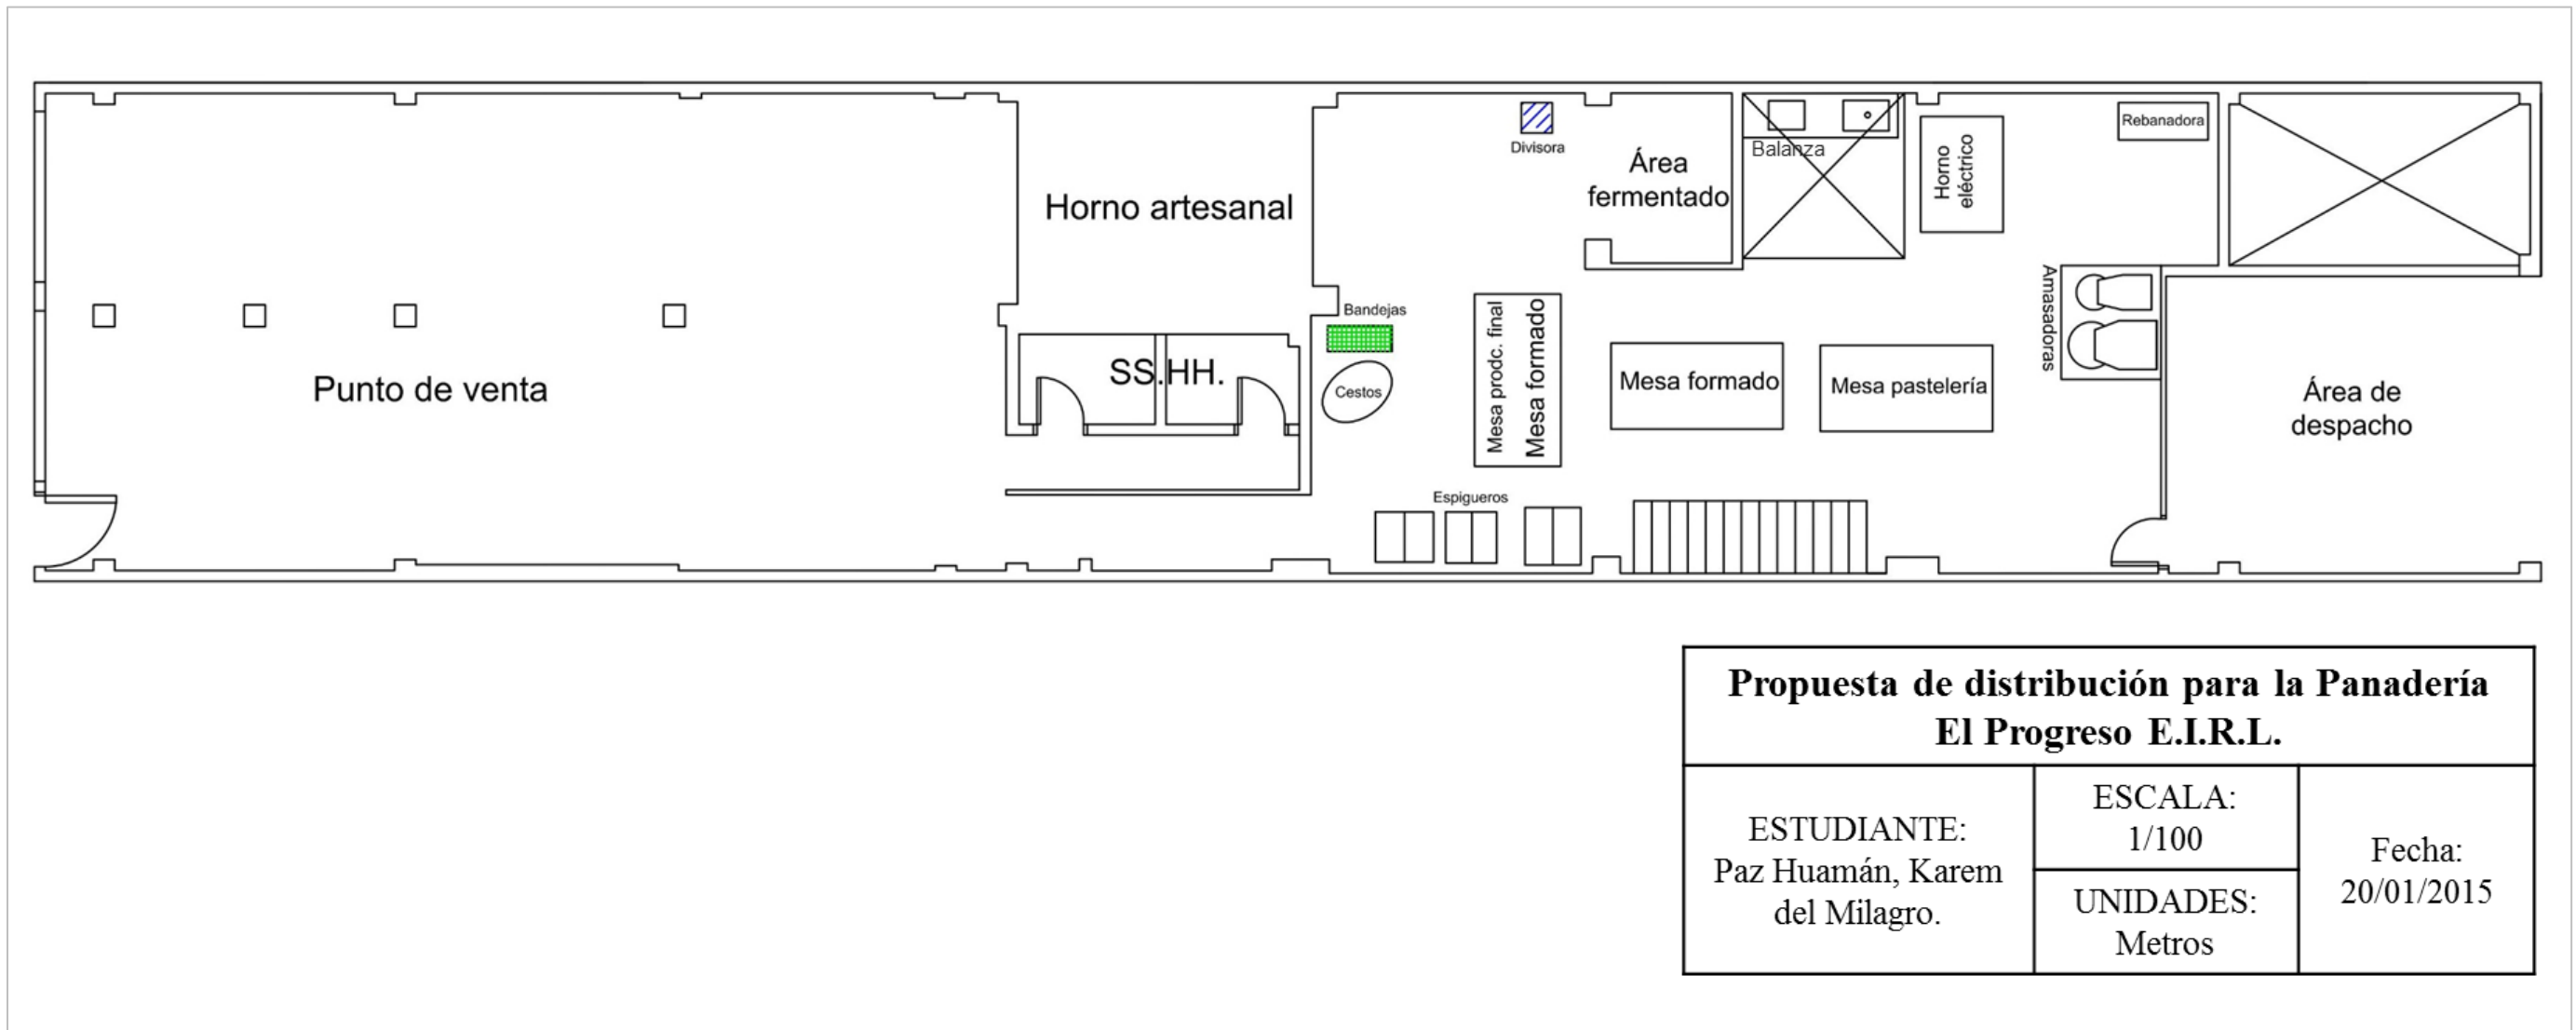 Punto de venta
Horno artesanal
SS.HH.
Bandejas
Cestos
Divisora
Área
fermentado
Balanza
Horno
eléctrico
Rebanadora
Mesa prodc. final
Mesa formado
Mesa formado
Mesa pastelería
Amasadoras
Espigueros
Área de
despacho
Propuesta de distribución para la Panadería
El Progreso E.I.R.L.
ESTUDIANTE:
Paz Huamán, Karem
del Milagro.
ESCALA:
1/100
UNIDADES:
Metros
Fecha:
20/01/2015